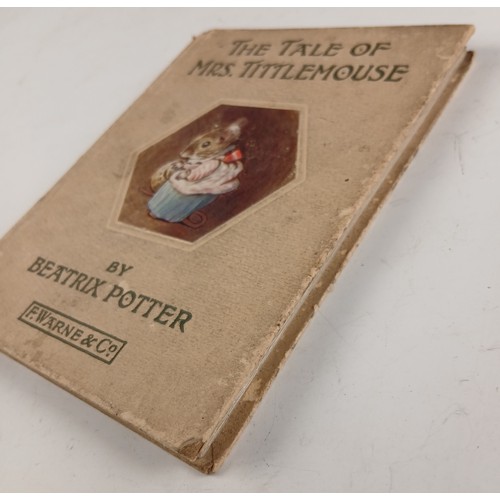 THE TALE OF
MRS. TITTLEMOUSE
BY
BEATRIX POTTER
F. WARNE & Co